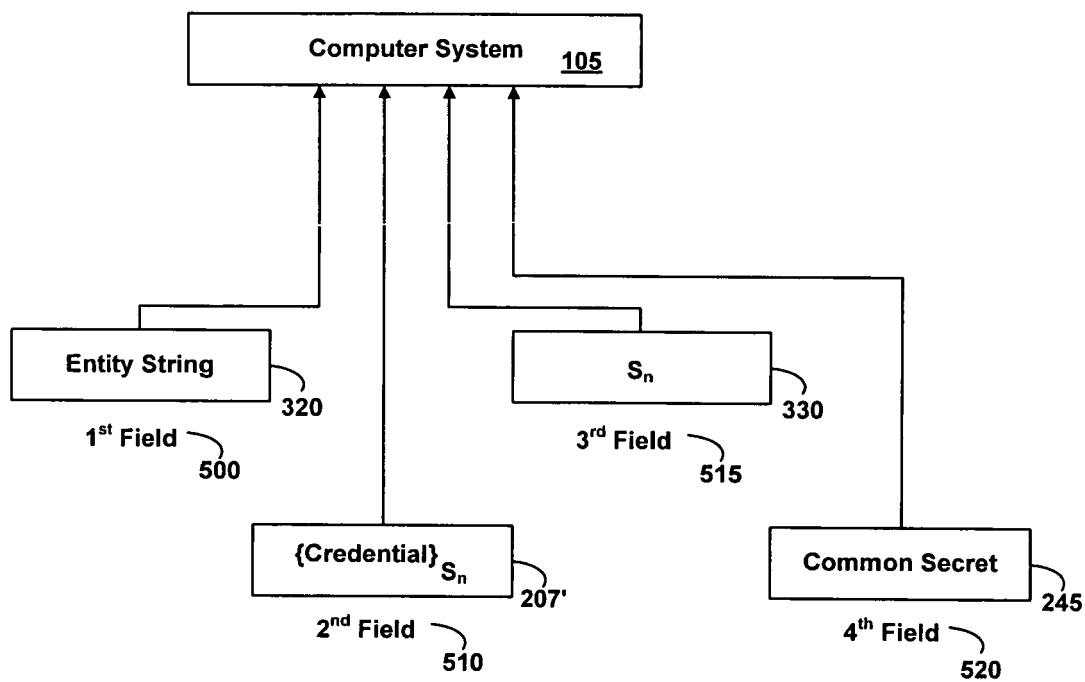 Computer System
105
Entity String
320
1st Field
500
Sn
330
3rd Field
515
{Credential}Sn
207'
2nd Field
510
Common Secret
245
4th Field
520